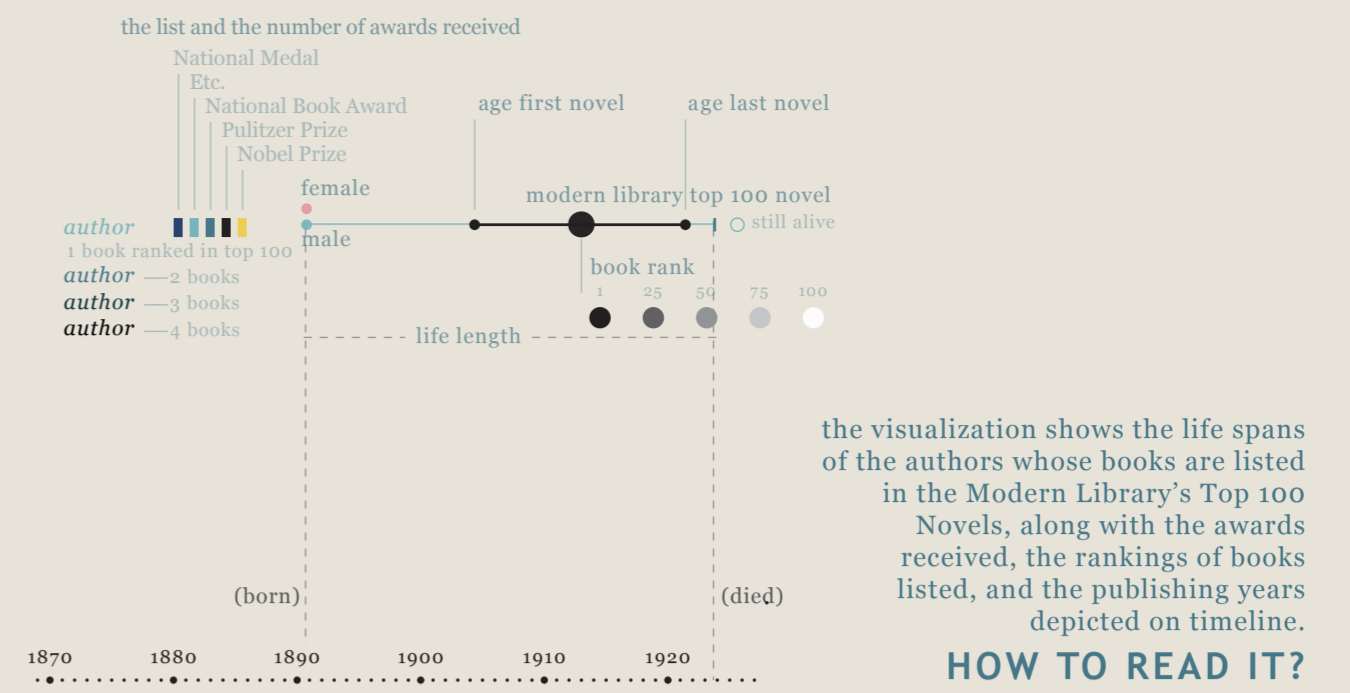 the list and the number of awards received
National Medal
Etc.
National Book Award
Pulitzer Prize
Nobel Prize
age first novel
age last novel
female
modern library top 100 novel
author
still alive
male
1 book ranked in top 100
author —2 books
author —3 books
author —4 books
book rank
1 25 50 75 100
life length
the visualization shows the life spans
of the authors whose books are listed
in the Modern Library’s Top 100
Novels, along with the awards
received, the rankings of books
listed, and the publishing years
depicted on timeline.
HOW TO READ IT?
(born)
(died)
1870 1880 1890 1900 1910 1920